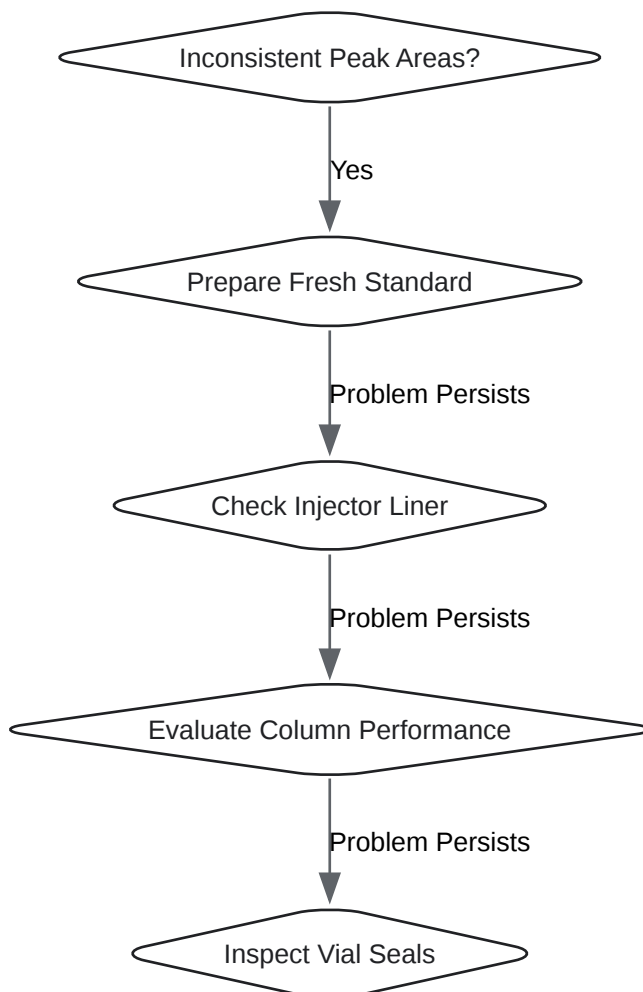 Inconsistent Peak Areas?
Yes
Prepare Fresh Standard
Problem Persists
Check Injector Liner
Problem Persists
Evaluate Column Performance
Problem Persists
Inspect Vial Seals